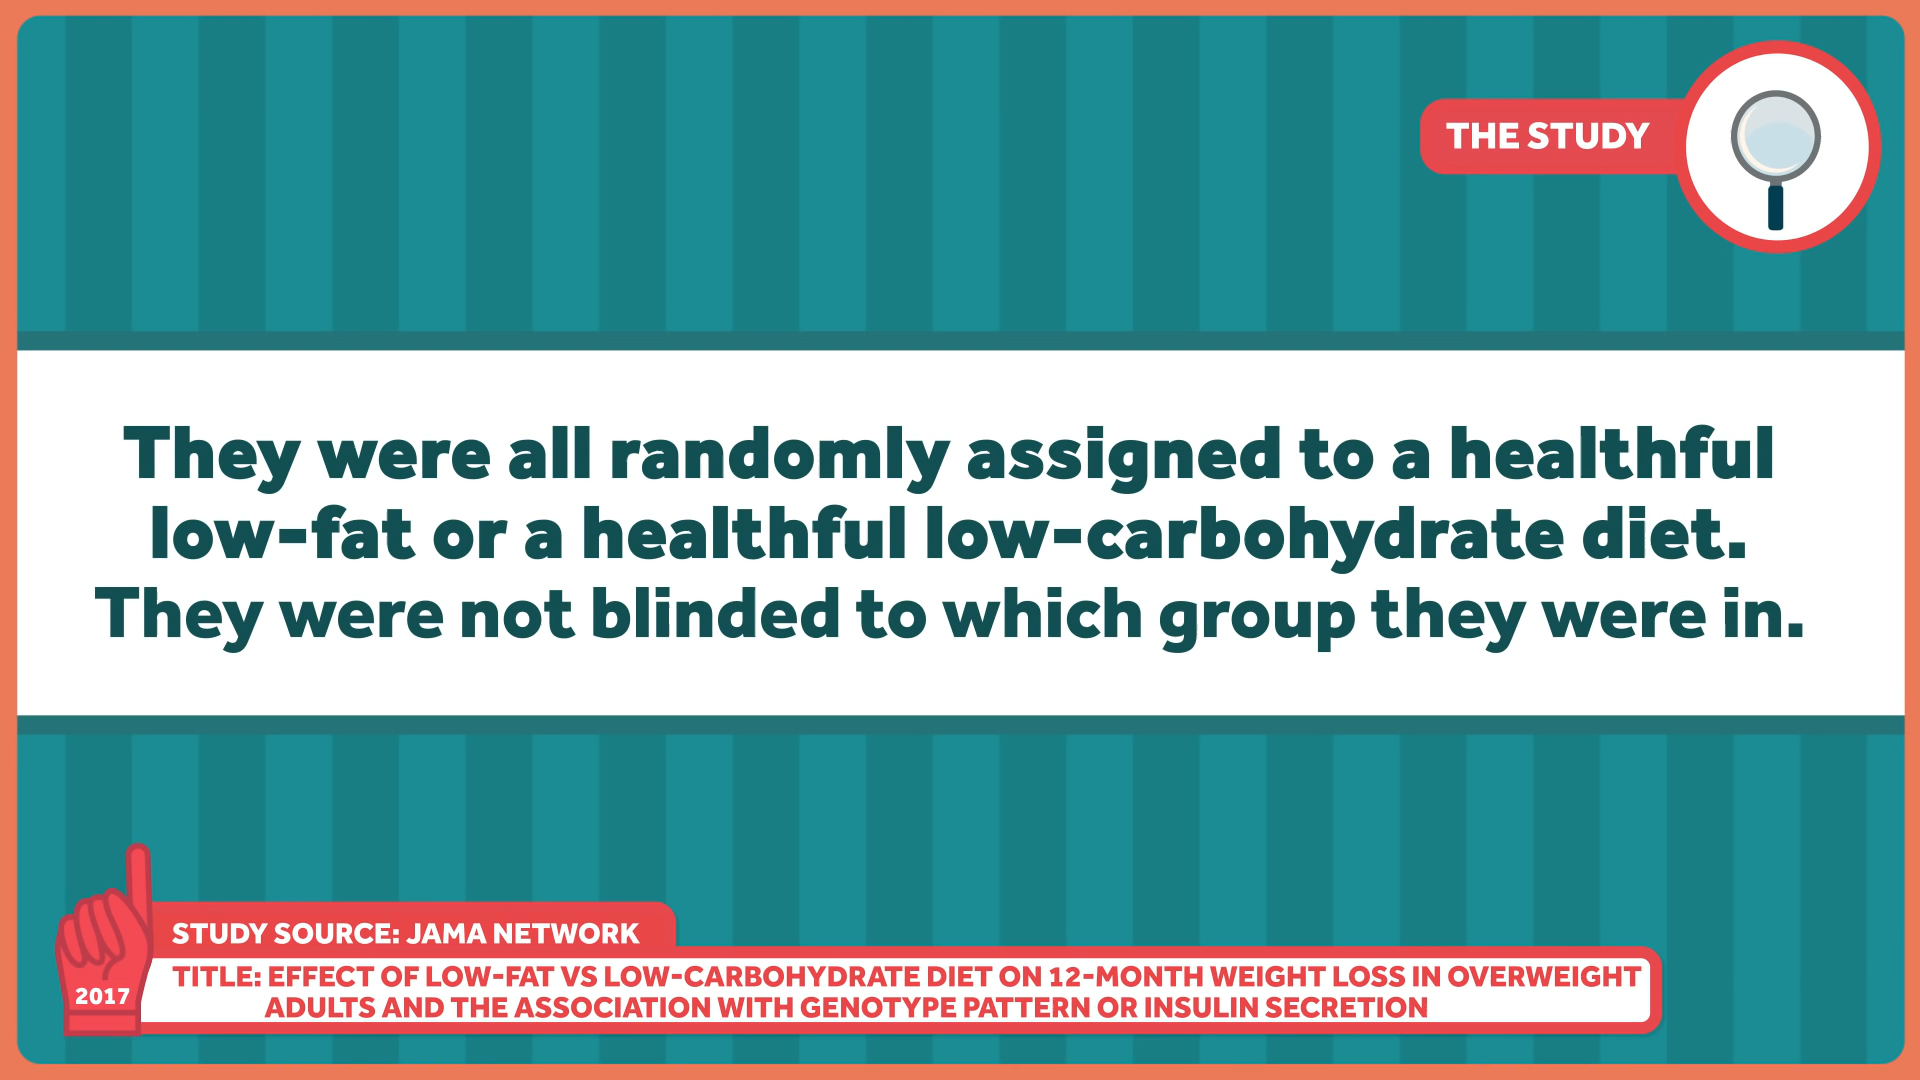 THE STUDY
They were all randomly assigned to a healthful
low-fat or a healthful low-carbohydrate diet.
They were not blinded to which group they were in.
STUDY SOURCE: JAMA NETWORK
TITLE: EFFECT OF LOW-FAT VS LOW-CARBOHYDRATE DIET ON 12-MONTH WEIGHT LOSS IN OVERWEIGHT
ADULTS AND THE ASSOCIATION WITH GENOTYPE PATTERN OR INSULIN SECRETION
2017